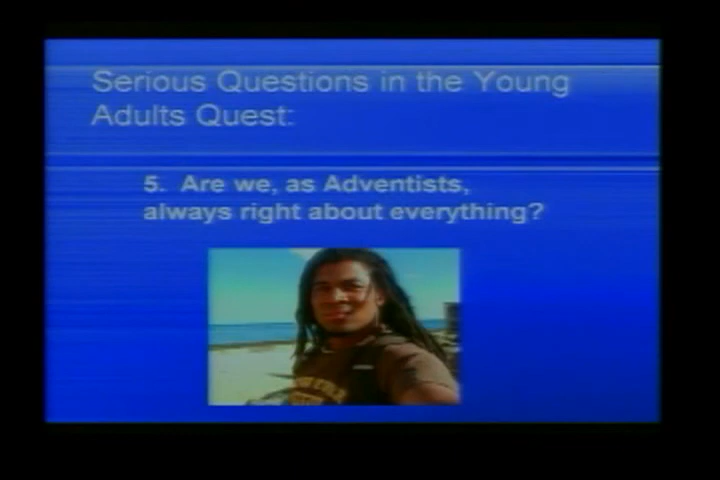 Serious Questions in the Young
Adults Quest:
5. Are we, as Adventists,
always right about everything?